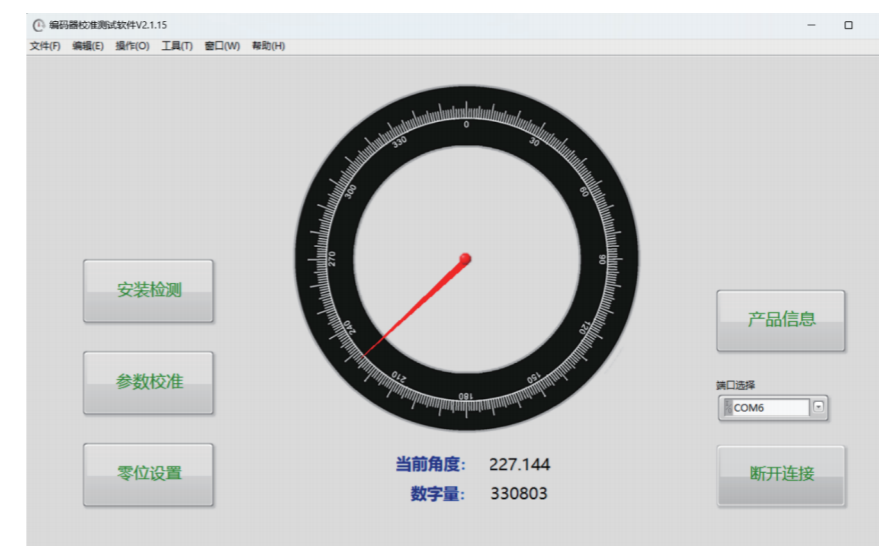 编码器校准测试软件V2.1.15
文件(F) 编辑(E) 操作(O) 工具(T) 窗口(W) 帮助(H)
0
30
60
90
120
150
180
210
240
270
300
330
安装检测
参数校准
零位设置
当前角度: 227.144
数字量: 330803
产品信息
端口选择
COM6
断开连接